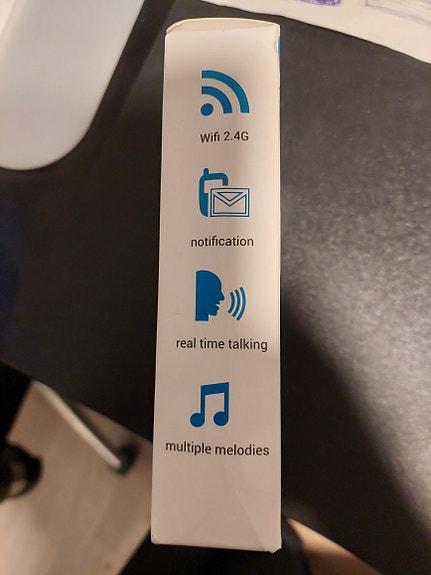 Wifi 2.4G
notification
real time talking
multiple melodies